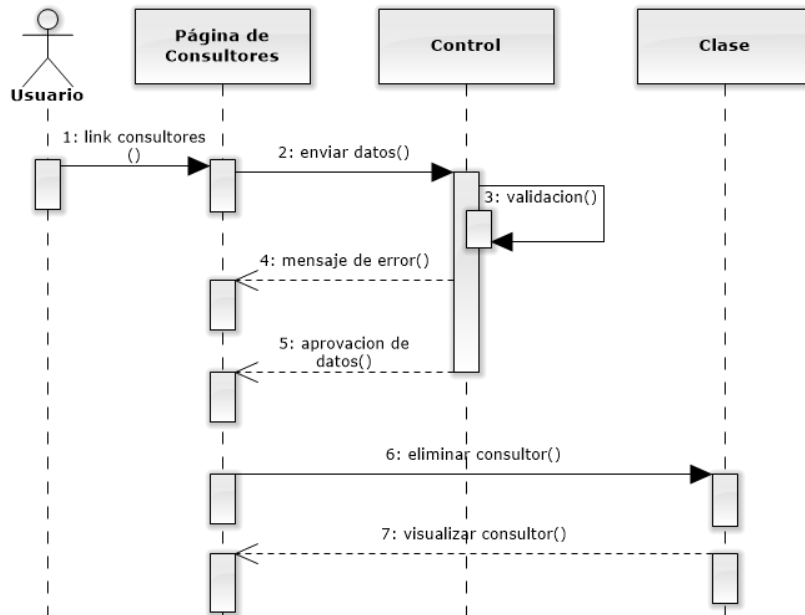 Usuario
Página de
Consultores
Control
Clase
1: link consultores
()
2: enviar datos()
3: validacion()
4: mensaje de error()
5: aprovacion de
datos()
6: eliminar consultor()
7: visualizar consultor()